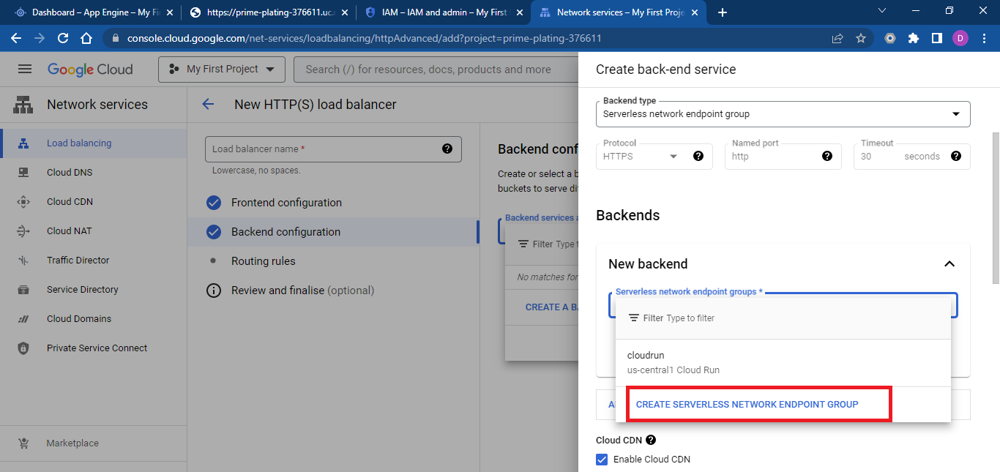 Dashboard – App Engine – My Fi
https://prime-plating-376611.uc.
IAM – IAM and admin – My First
Network services – My First Proje
console.cloud.google.com/net-services/loadbalancing/httpAdvanced/add?project=prime-plating-376611
D
Google Cloud
My First Project
Search (/) for resources, docs, products and more
Network services
Load balancing
Cloud DNS
Cloud CDN
Cloud NAT
Traffic Director
Service Directory
Cloud Domains
Private Service Connect
Marketplace
New HTTP(S) load balancer
Load balancer name *
Lowercase, no spaces.
Frontend configuration
Backend configuration
Routing rules
Review and finalise (optional)
Backend conf
Create or select a b
buckets to serve di
Backend services a
Filter Type t
No matches for
CREATE A BA
Create back-end service
Backend type
Serverless network endpoint group
Protocol
HTTPS
Named port
http
Timeout
30 seconds
Backends
New backend
Serverless network endpoint groups *
Filter Type to filter
cloudrun
us-central1 Cloud Run
CREATE SERVERLESS NETWORK ENDPOINT GROUP
Cloud CDN
Enable Cloud CDN